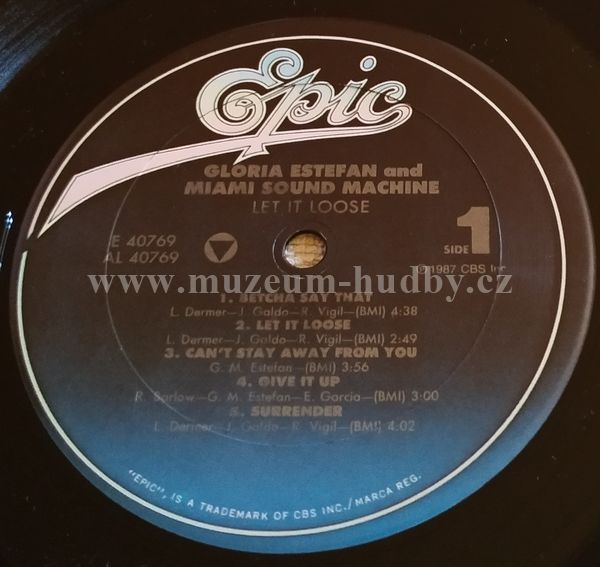 Epic
GLORIA ESTEFAN and
MIAMI SOUND MACHINE
LET IT LOOSE
E 40769
AL 40769
SIDE 1
℗1987 CBS Inc.
www.muzeum-hudby.cz
1. BETCHA SAY THAT
L. Dermer—J. Galdo—R. Vigil—(BMI) 4:38
2. LET IT LOOSE
L. Dermer—J. Galdo—R. Vigil—(BMI) 2:49
3. CAN'T STAY AWAY FROM YOU
G. M. Estefan—(BMI) 3:56
4. GIVE IT UP
R. Barlow—G. M. Estefan—E. Garcia—(BMI) 3:00
5. SURRENDER
L. Dermer—J. Galdo—R. Vigil—(BMI) 4:02
"EPIC", IS A TRADEMARK OF CBS INC./MARCA REG.